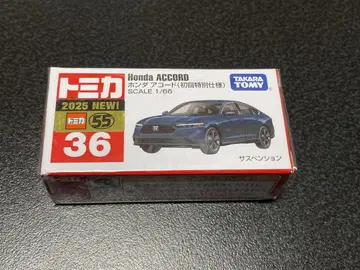 トミカ
2025 NEW!
トミカ 55
36
Honda ACCORD
ホンダ アコード(初回特別仕様)
SCALE 1/66
TAKARA
TOMY
サスペンション